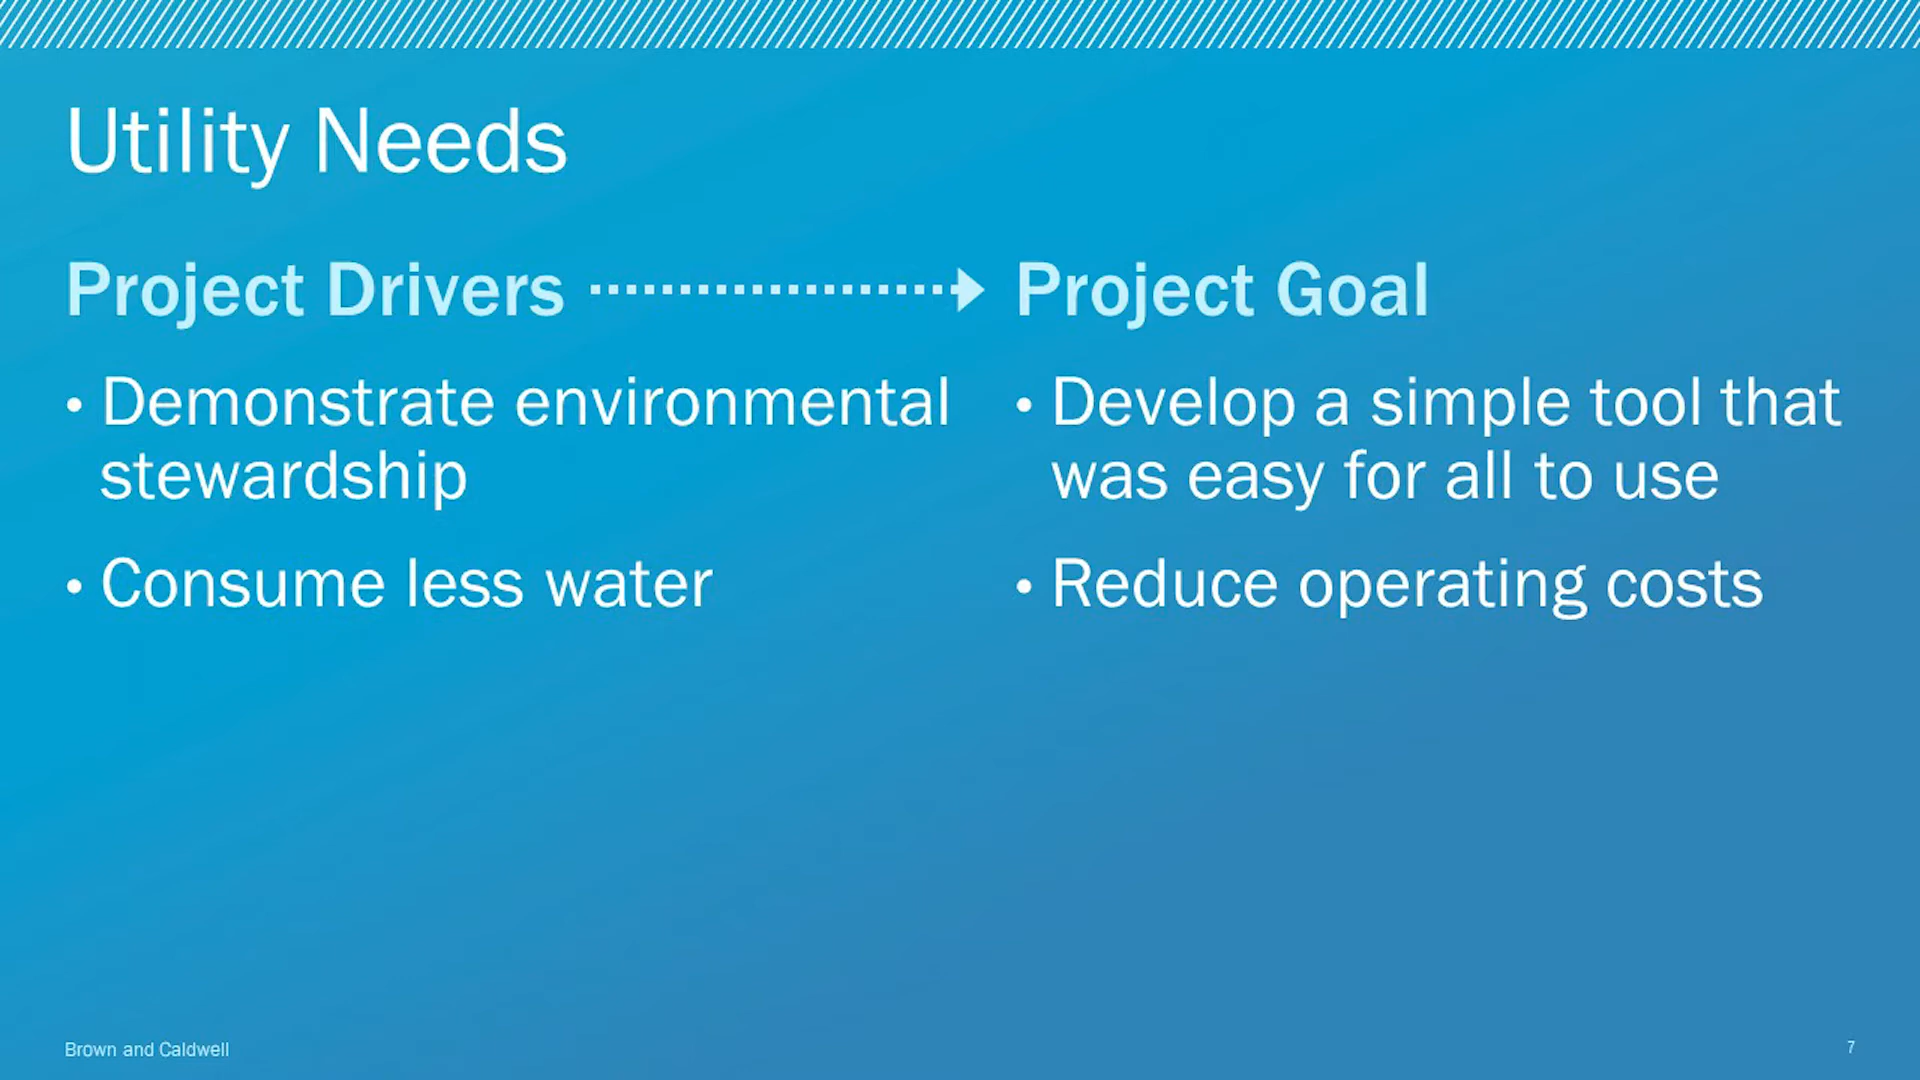 Utility Needs
Project Drivers
• Demonstrate environmental
stewardship
• Consume less water
Project Goal
• Develop a simple tool that
was easy for all to use
• Reduce operating costs
Brown and Caldwell
7